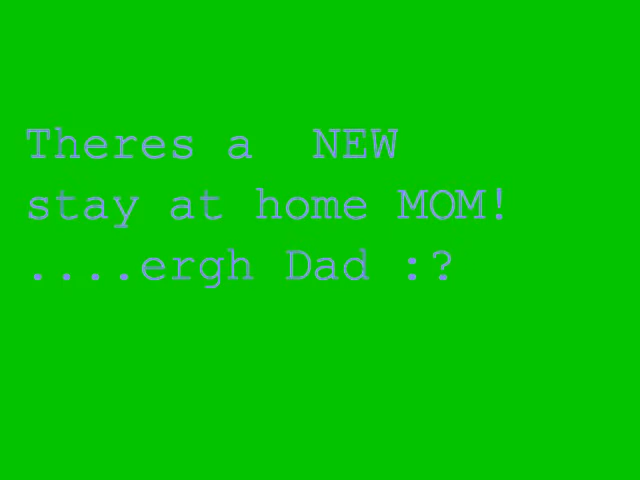 Theres a  NEW
stay at home MOM!
....ergh Dad :?